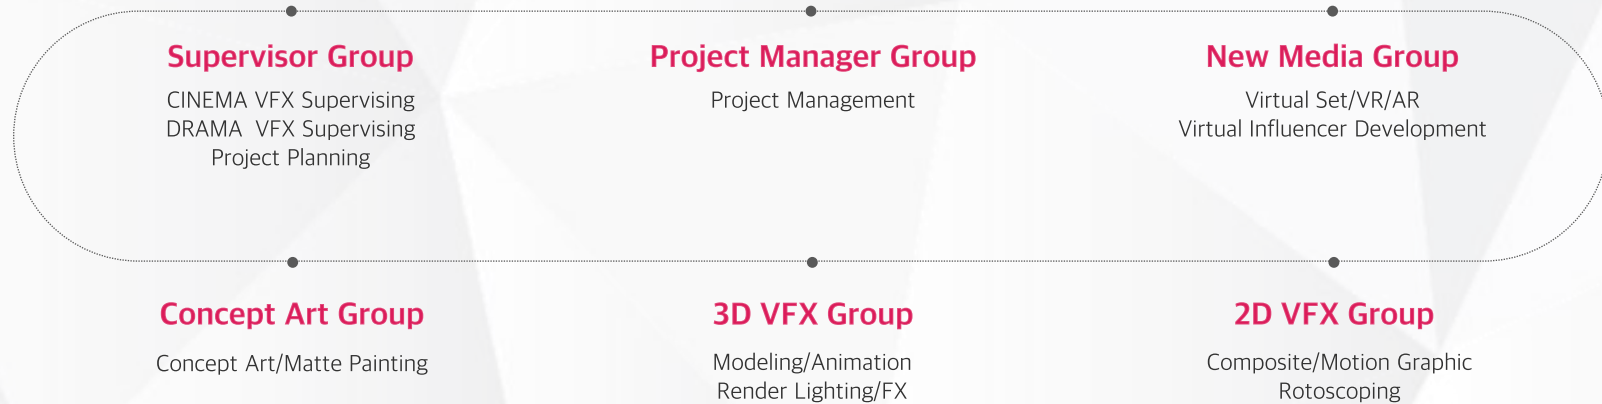 Supervisor Group
CINEMA VFX Supervising
DRAMA VFX Supervising
Project Planning
Project Manager Group
Project Management
New Media Group
Virtual Set/VR/AR
Virtual Influencer Development
Concept Art Group
Concept Art/Matte Painting
3D VFX Group
Modeling/Animation
Render Lighting/FX
2D VFX Group
Composite/Motion Graphic
Rotoscoping